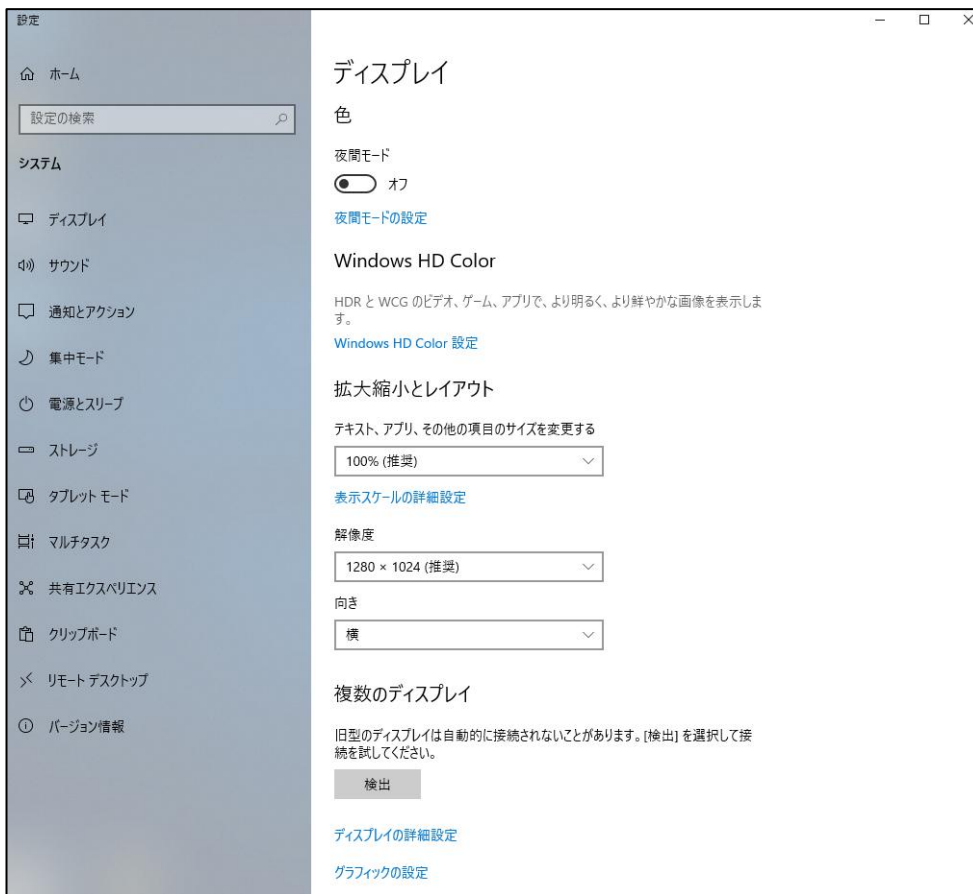 設定
ホーム
設定の検索
システム
ディスプレイ
サウンド
通知とアクション
集中モード
電源とスリープ
ストレージ
タブレット モード
マルチタスク
共有エクスペリエンス
クリップボード
リモート デスクトップ
バージョン情報
ディスプレイ
色
夜間モード
オフ
夜間モードの設定
Windows HD Color
HDR と WCG のビデオ、ゲーム、アプリで、より明るく、より鮮やかな画像を表示しま
す。
Windows HD Color 設定
拡大縮小とレイアウト
テキスト、アプリ、その他の項目のサイズを変更する
100% (推奨)
表示スケールの詳細設定
解像度
1280 × 1024 (推奨)
向き
横
複数のディスプレイ
旧型のディスプレイは自動的に接続されないことがあります。[検出] を選択して接
続を試してください。
検出
ディスプレイの詳細設定
グラフィックの設定